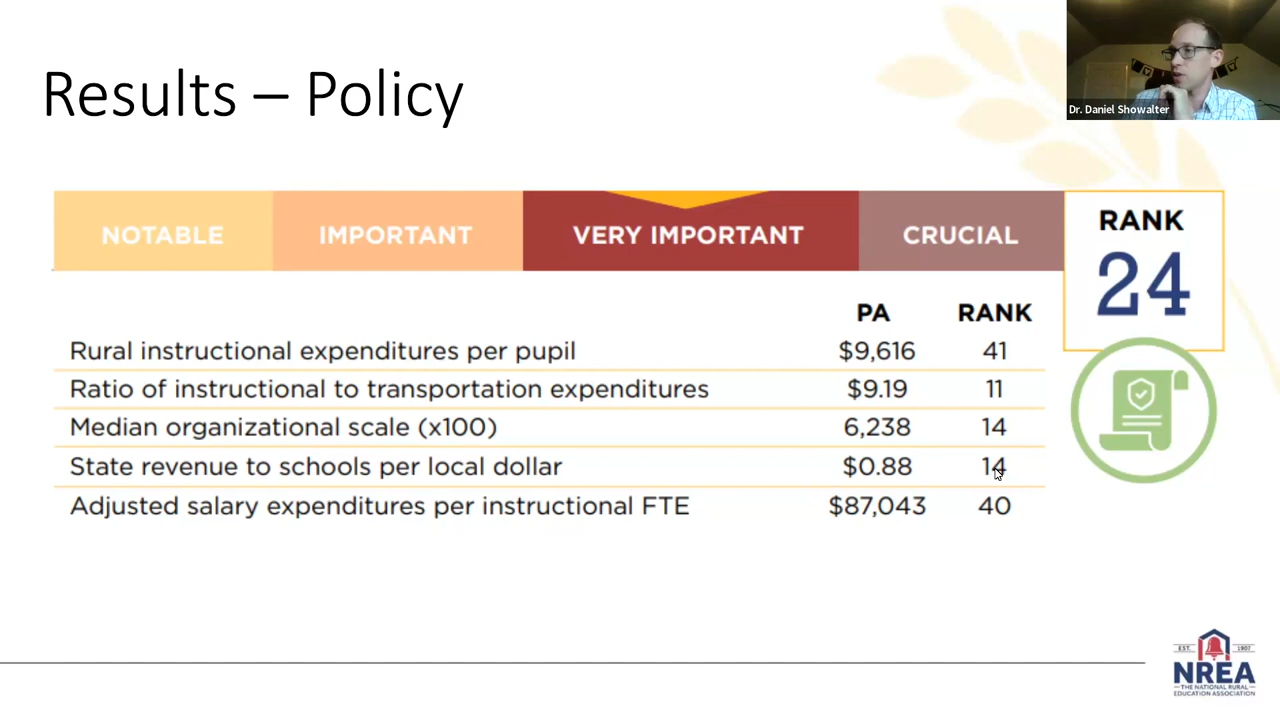 Results – Policy
Dr. Daniel Showalter
NOTABLE IMPORTANT VERY IMPORTANT CRUCIAL
RANK
24
PA RANK
Rural instructional expenditures per pupil $9,616 41
Ratio of instructional to transportation expenditures $9.19 11
Median organizational scale (x100) 6,238 14
State revenue to schools per local dollar $0.88 14
Adjusted salary expenditures per instructional FTE $87,043 40
EST. 1907
NREA
THE NATIONAL RURAL
EDUCATION ASSOCIATION